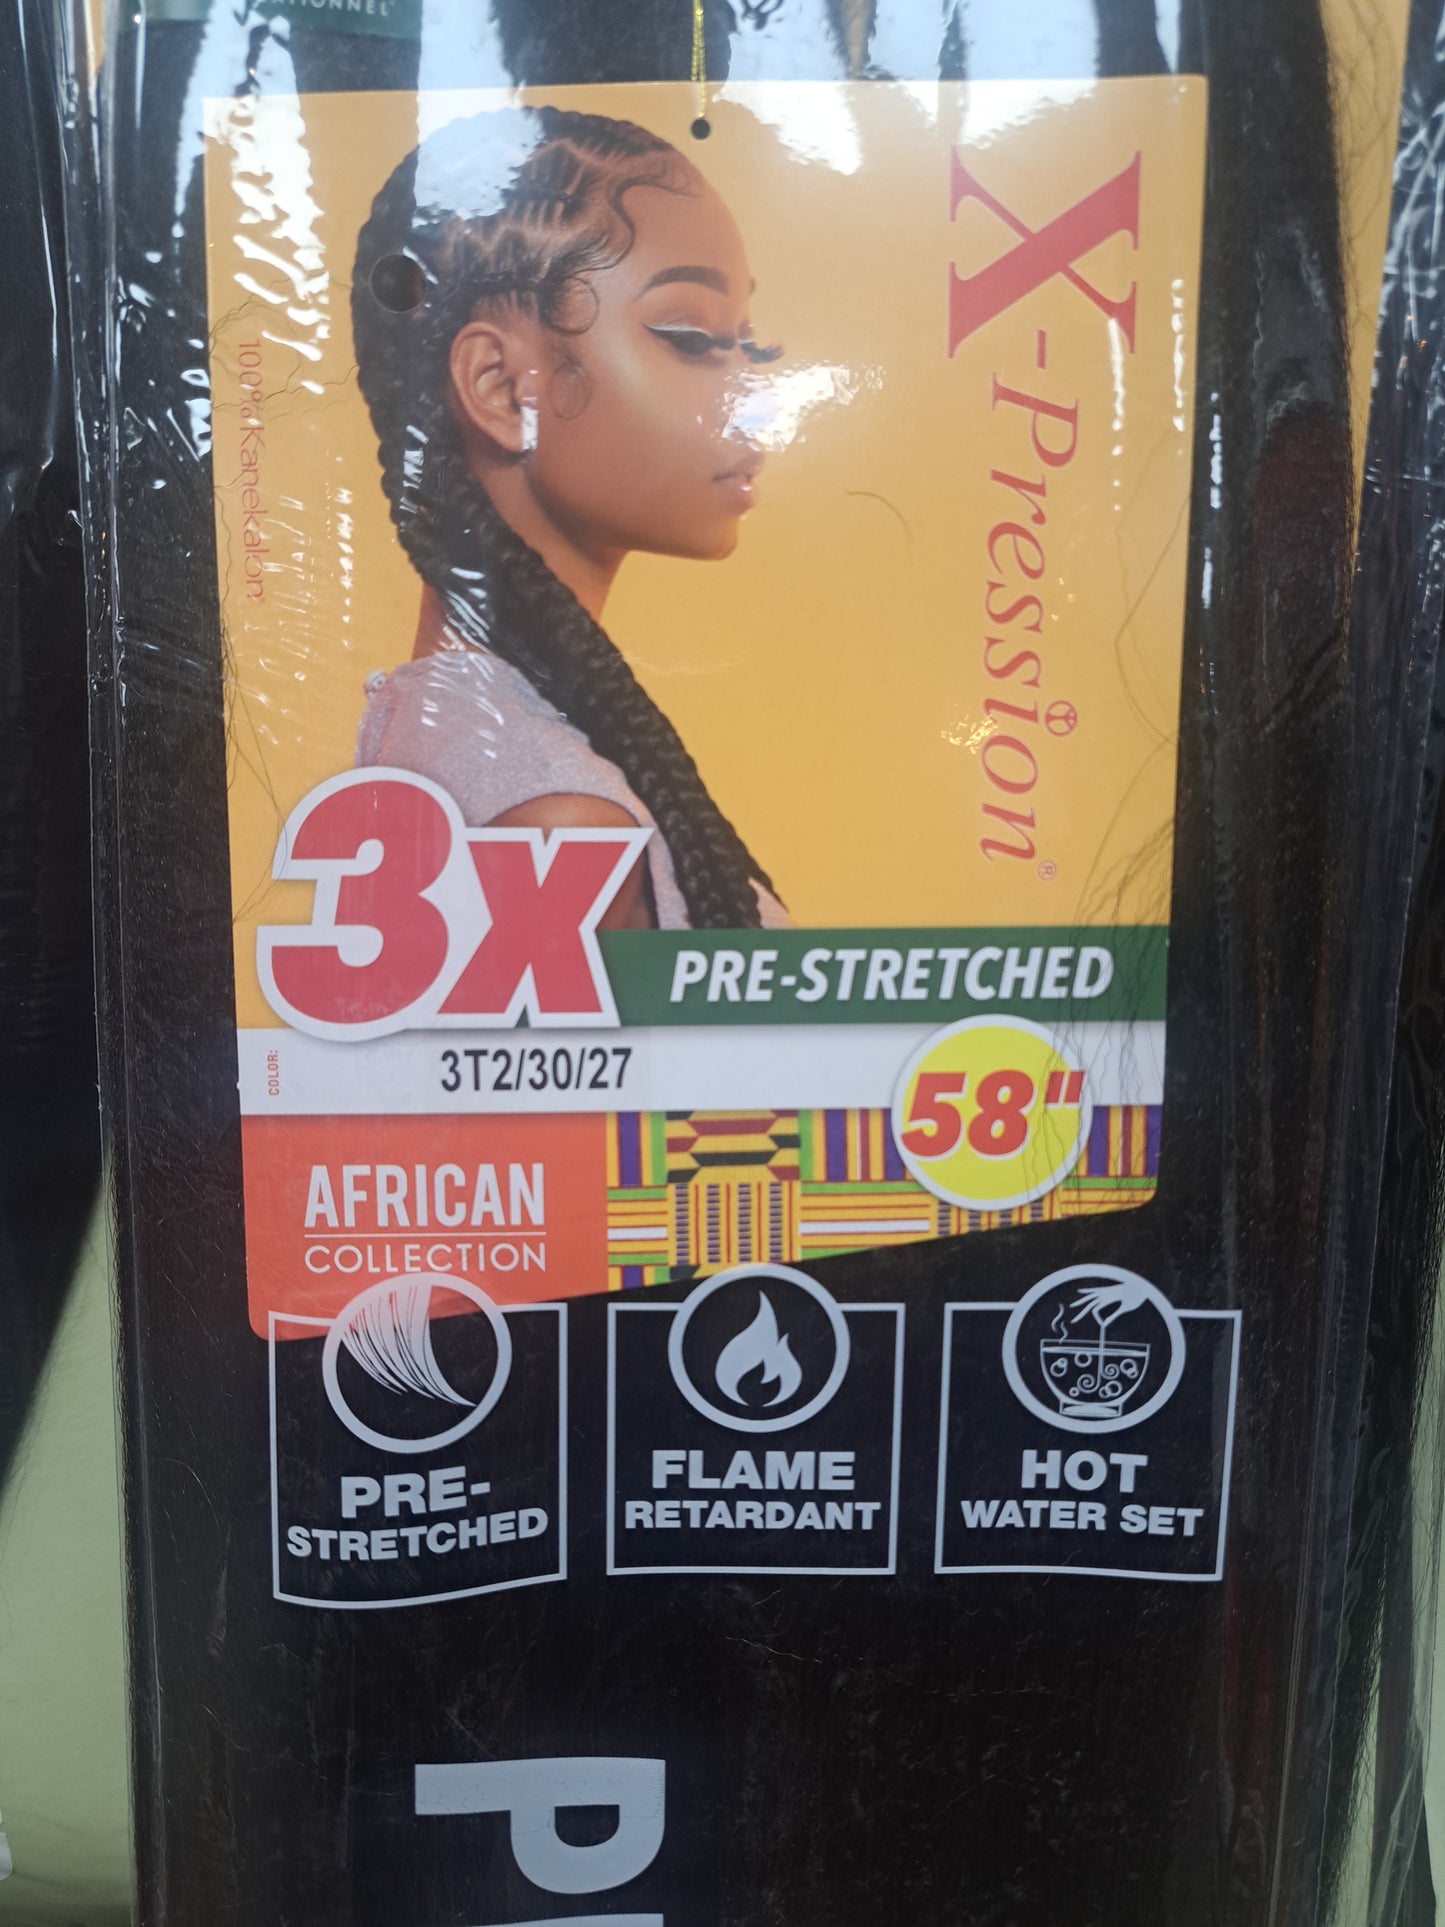 X-Pression®
100% Kanekalon®
3X
PRE-STRETCHED
COLOR:
3T2/30/27
58"
AFRICAN
COLLECTION
PRE-
STRETCHED
FLAME
RETARDANT
HOT
WATER SET